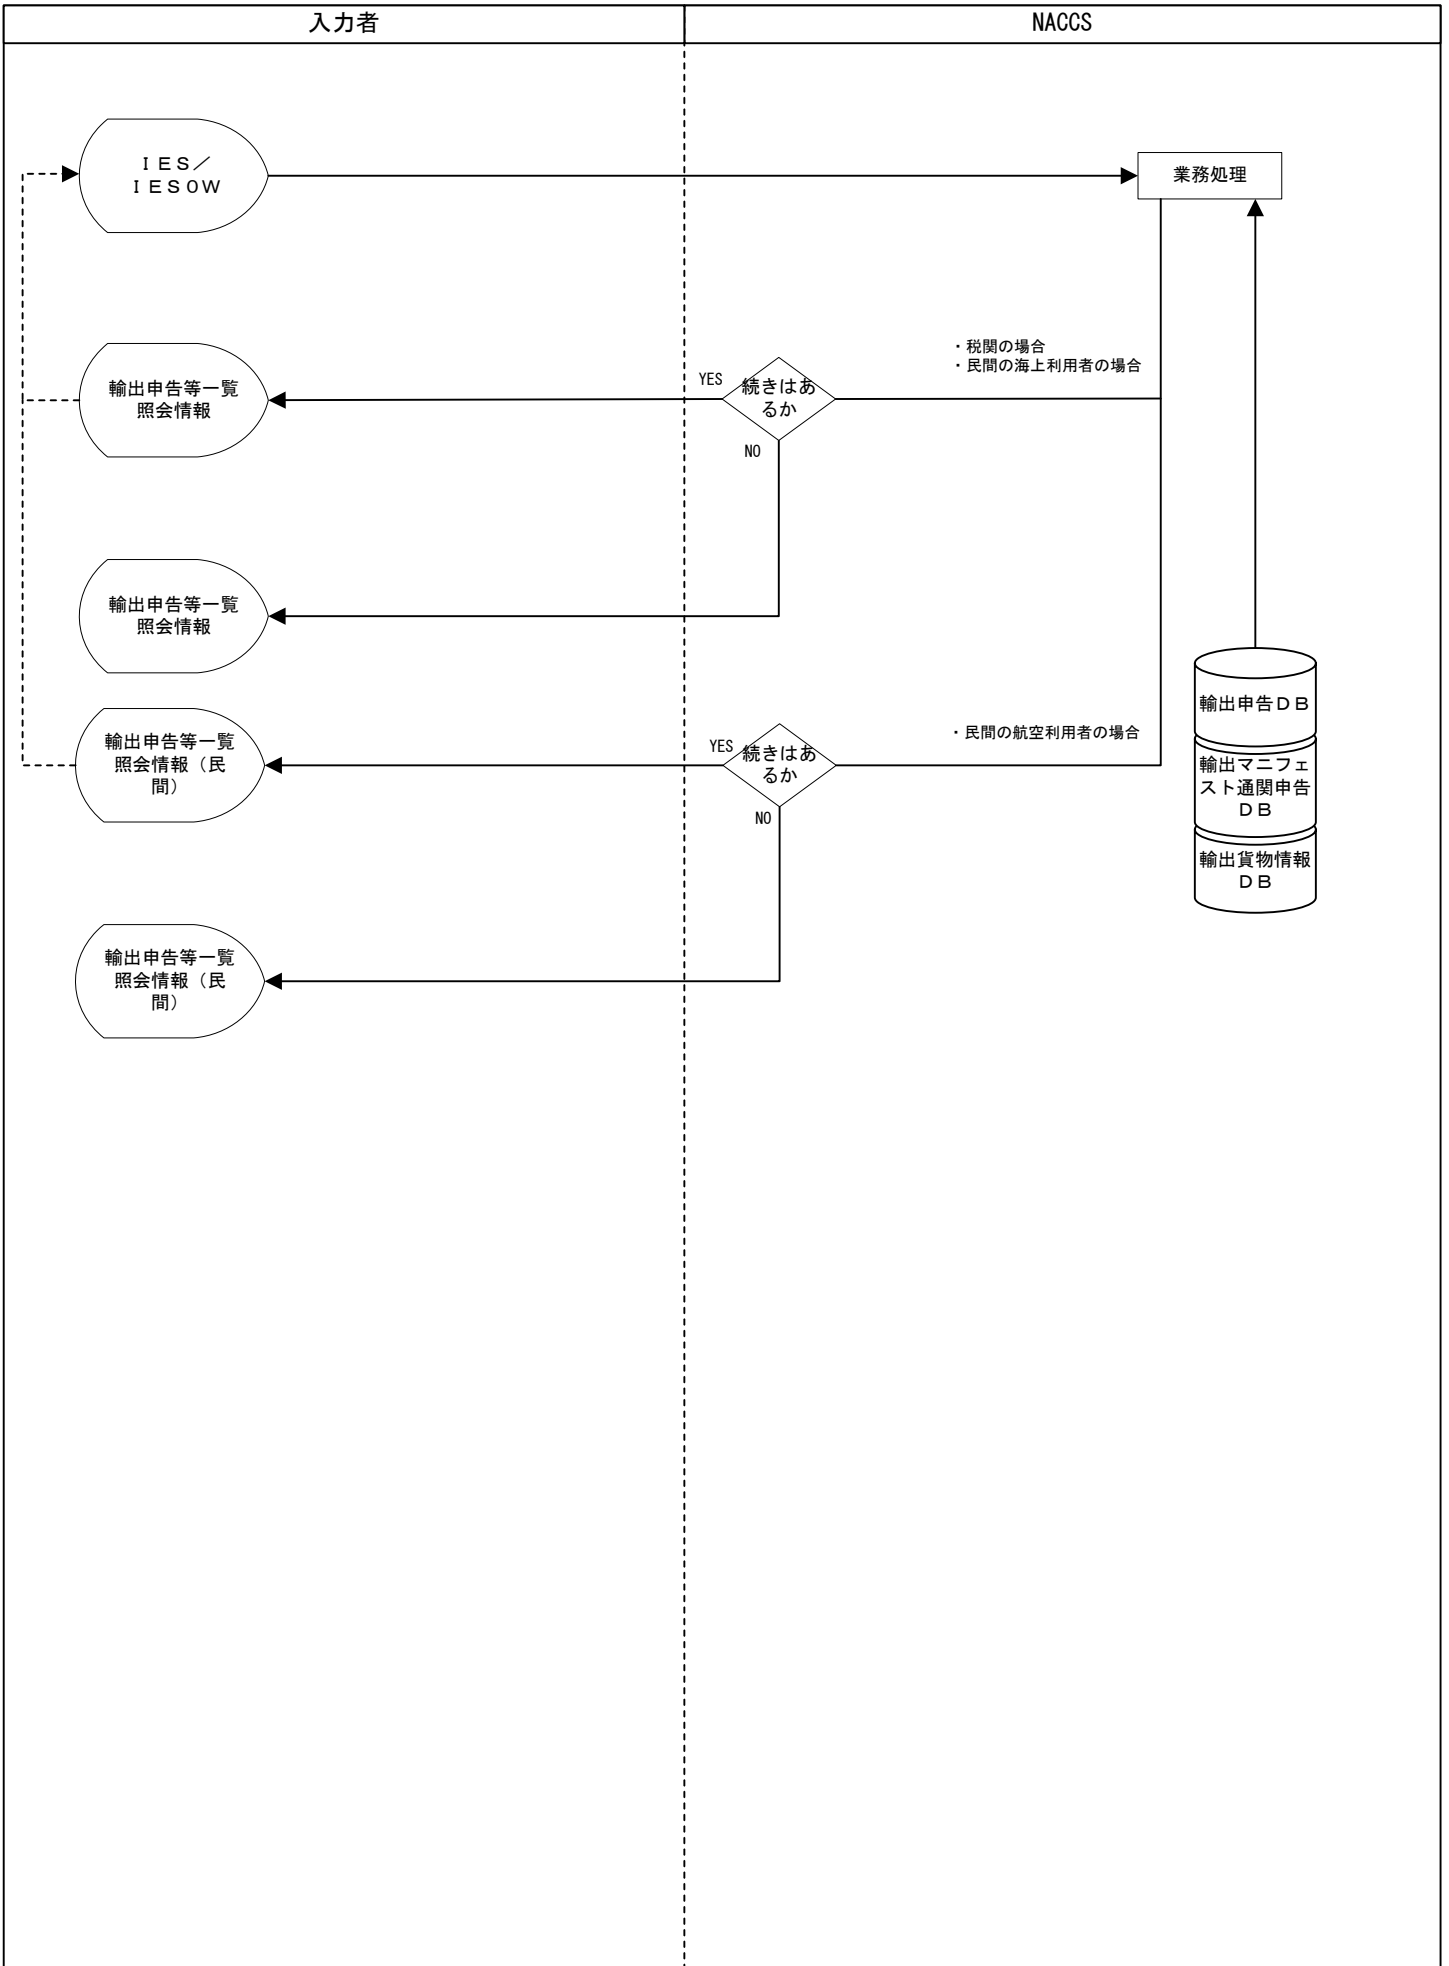 入力者
NACCS
ＩＥＳ／
ＩＥＳ０Ｗ
業務処理
・税関の場合
・民間の海上利用者の場合
輸出申告等一覧
照会情報
YES
続きはあ
るか
NO
輸出申告等一覧
照会情報
輸出申告ＤＢ
・民間の航空利用者の場合
輸出申告等一覧
照会情報（民
間）
YES
続きはあ
るか
NO
輸出マニフェ
スト通関申告
ＤＢ
輸出貨物情報
ＤＢ
輸出申告等一覧
照会情報（民
間）